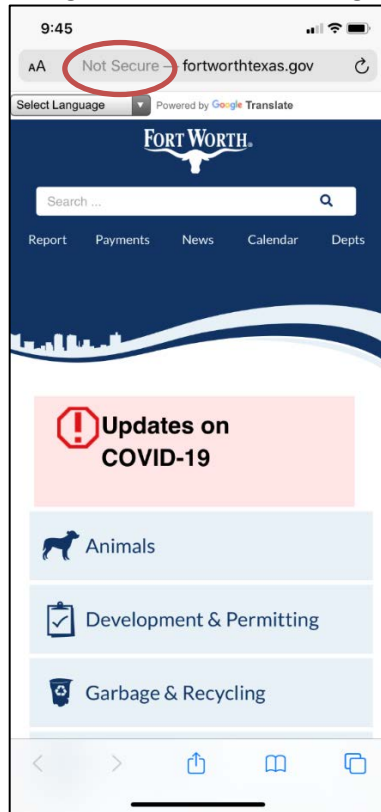 9:45
AA Not Secure — fortworthtexas.gov
Select Language Powered by Google Translate
FORT WORTH®
Search ...
Report Payments News Calendar Depts
Updates on
COVID-19
Animals
Development & Permitting
Garbage & Recycling